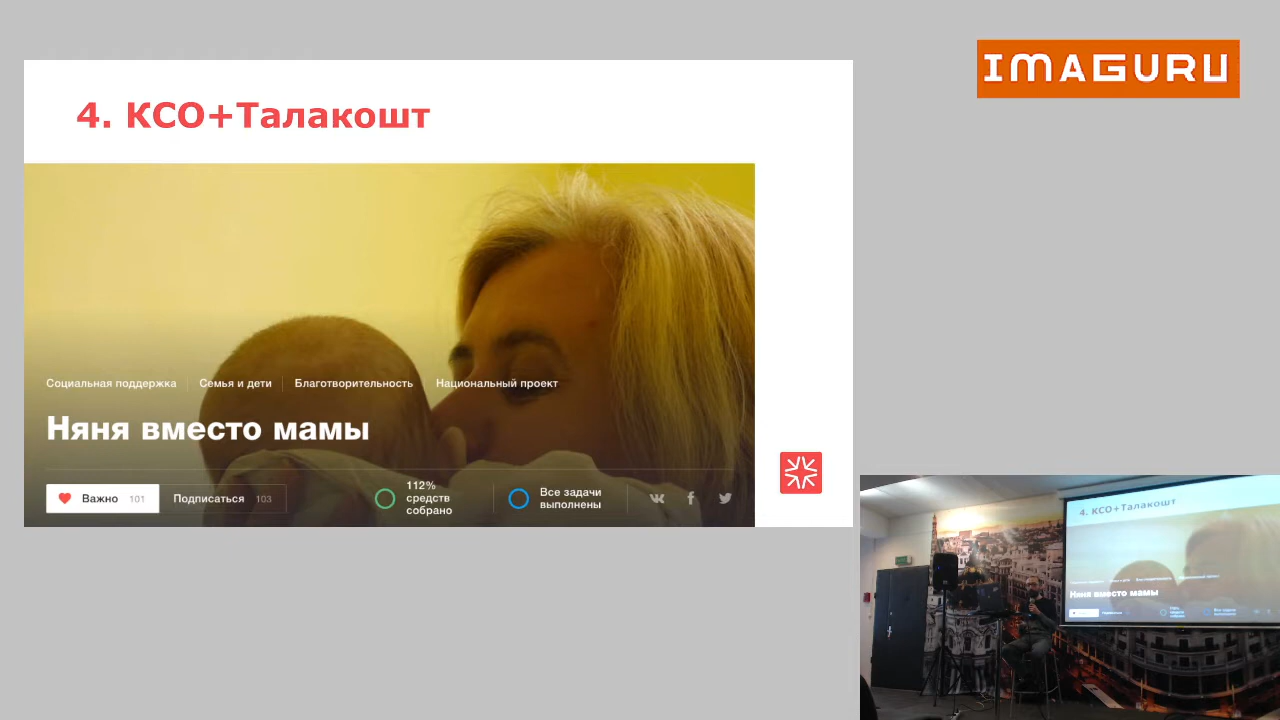 IMAGURU
4. КСО+Талакошт
Социальная поддержка Семья и дети Благотворительность Национальный проект
Няня вместо мамы
Важно 101 Подписаться 103
112%
средств
собрано
Все задачи
выполнены
4. КСО+Талакошт
Няня вместо мамы